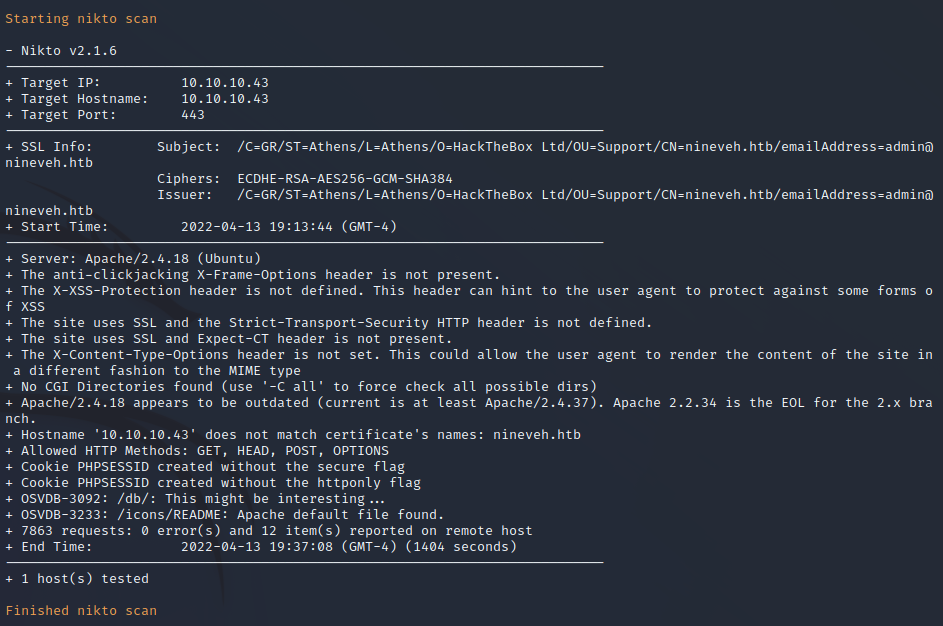 Starting nikto scan
- Nikto v2.1.6
+ Target IP:          10.10.10.43
+ Target Hostname:    10.10.10.43
+ Target Port:        443
+ SSL Info:        Subject:  /C=GR/ST=Athens/L=Athens/O=HackTheBox Ltd/OU=Support/CN=nineveh.htb/emailAddress=admin@
nineveh.htb
                   Ciphers:  ECDHE-RSA-AES256-GCM-SHA384
                   Issuer:   /C=GR/ST=Athens/L=Athens/O=HackTheBox Ltd/OU=Support/CN=nineveh.htb/emailAddress=admin@
nineveh.htb
+ Start Time:         2022-04-13 19:13:44 (GMT-4)
+ Server: Apache/2.4.18 (Ubuntu)
+ The anti-clickjacking X-Frame-Options header is not present.
+ The X-XSS-Protection header is not defined. This header can hint to the user agent to protect against some forms o
f XSS
+ The site uses SSL and the Strict-Transport-Security HTTP header is not defined.
+ The site uses SSL and Expect-CT header is not present.
+ The X-Content-Type-Options header is not set. This could allow the user agent to render the content of the site in
 a different fashion to the MIME type
+ No CGI Directories found (use '-C all' to force check all possible dirs)
+ Apache/2.4.18 appears to be outdated (current is at least Apache/2.4.37). Apache 2.2.34 is the EOL for the 2.x bra
nch.
+ Hostname '10.10.10.43' does not match certificate's names: nineveh.htb
+ Allowed HTTP Methods: GET, HEAD, POST, OPTIONS
+ Cookie PHPSESSID created without the secure flag
+ Cookie PHPSESSID created without the httponly flag
+ OSVDB-3092: /db/: This might be interesting...
+ OSVDB-3233: /icons/README: Apache default file found.
+ 7863 requests: 0 error(s) and 12 item(s) reported on remote host
+ End Time:           2022-04-13 19:37:08 (GMT-4) (1404 seconds)
+ 1 host(s) tested
Finished nikto scan